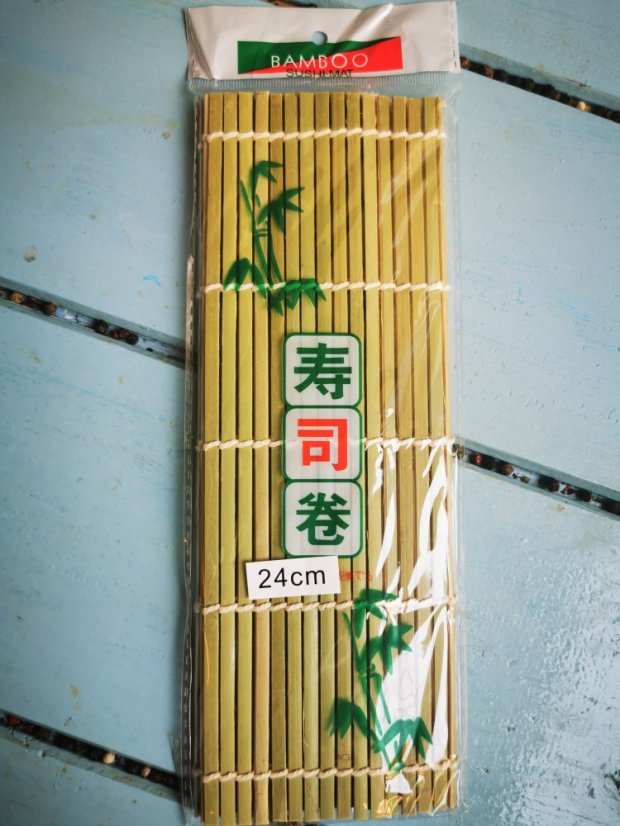 BAMBOO
SUSHI MAT
寿
司
卷
24cm